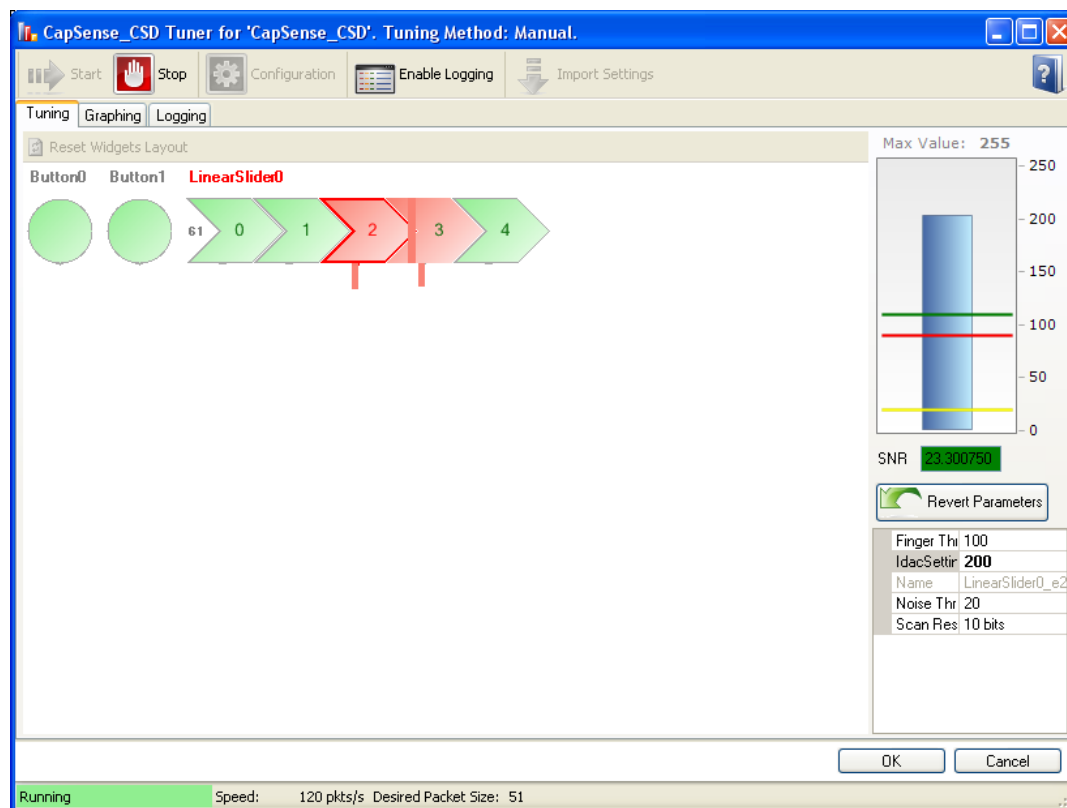 CapSense_CSD Tuner for 'CapSense_CSD'. Tuning Method: Manual.
Start Stop Configuration Enable Logging Import Settings ?
Tuning Graphing Logging
Reset Widgets Layout
Button0 Button1 LinearSlider0
61 0 1 2 3 4
Max Value: 255
250
200
150
100
50
0
SNR 23.300750
Revert Parameters
Finger Thr 100
IdacSettin 200
Name LinearSlider0_e2
Noise Thr 20
Scan Res 10 bits
OK Cancel
Running Speed: 120 pkts/s Desired Packet Size: 51